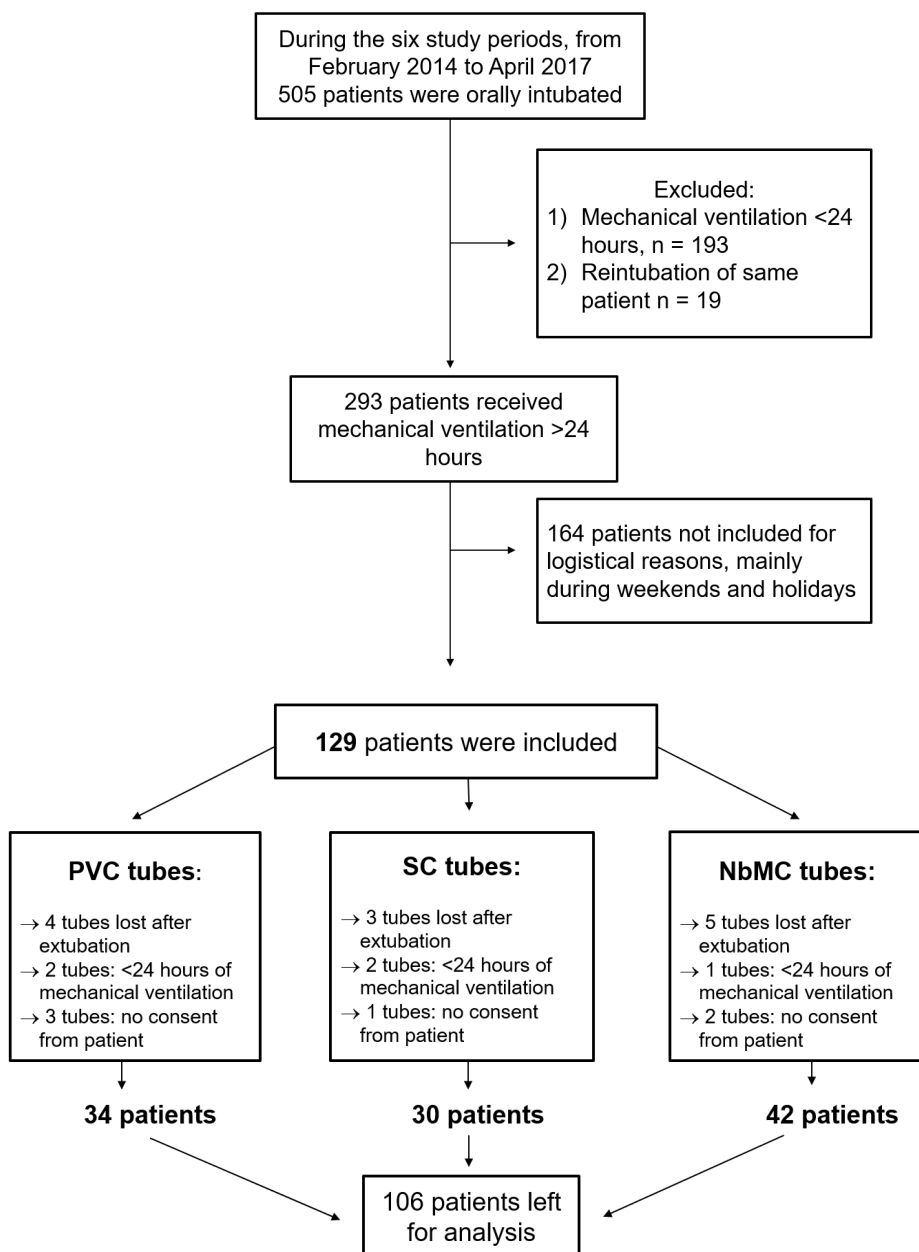 During the six study periods, from
February 2014 to April 2017
505 patients were orally intubated
Excluded:
1) Mechanical ventilation <24
hours, n = 193
2) Reintubation of same
patient n = 19
293 patients received
mechanical ventilation >24
hours
164 patients not included for
logistical reasons, mainly
during weekends and holidays
129 patients were included
PVC tubes:
→ 4 tubes lost after
extubation
→ 2 tubes: <24 hours of
mechanical ventilation
→ 3 tubes: no consent
from patient
SC tubes:
→ 3 tubes lost after
extubation
→ 2 tubes: <24 hours of
mechanical ventilation
→ 1 tubes: no consent
from patient
NbMC tubes:
→ 5 tubes lost after
extubation
→ 1 tubes: <24 hours of
mechanical ventilation
→ 2 tubes: no consent
from patient
34 patients
30 patients
42 patients
106 patients left
for analysis